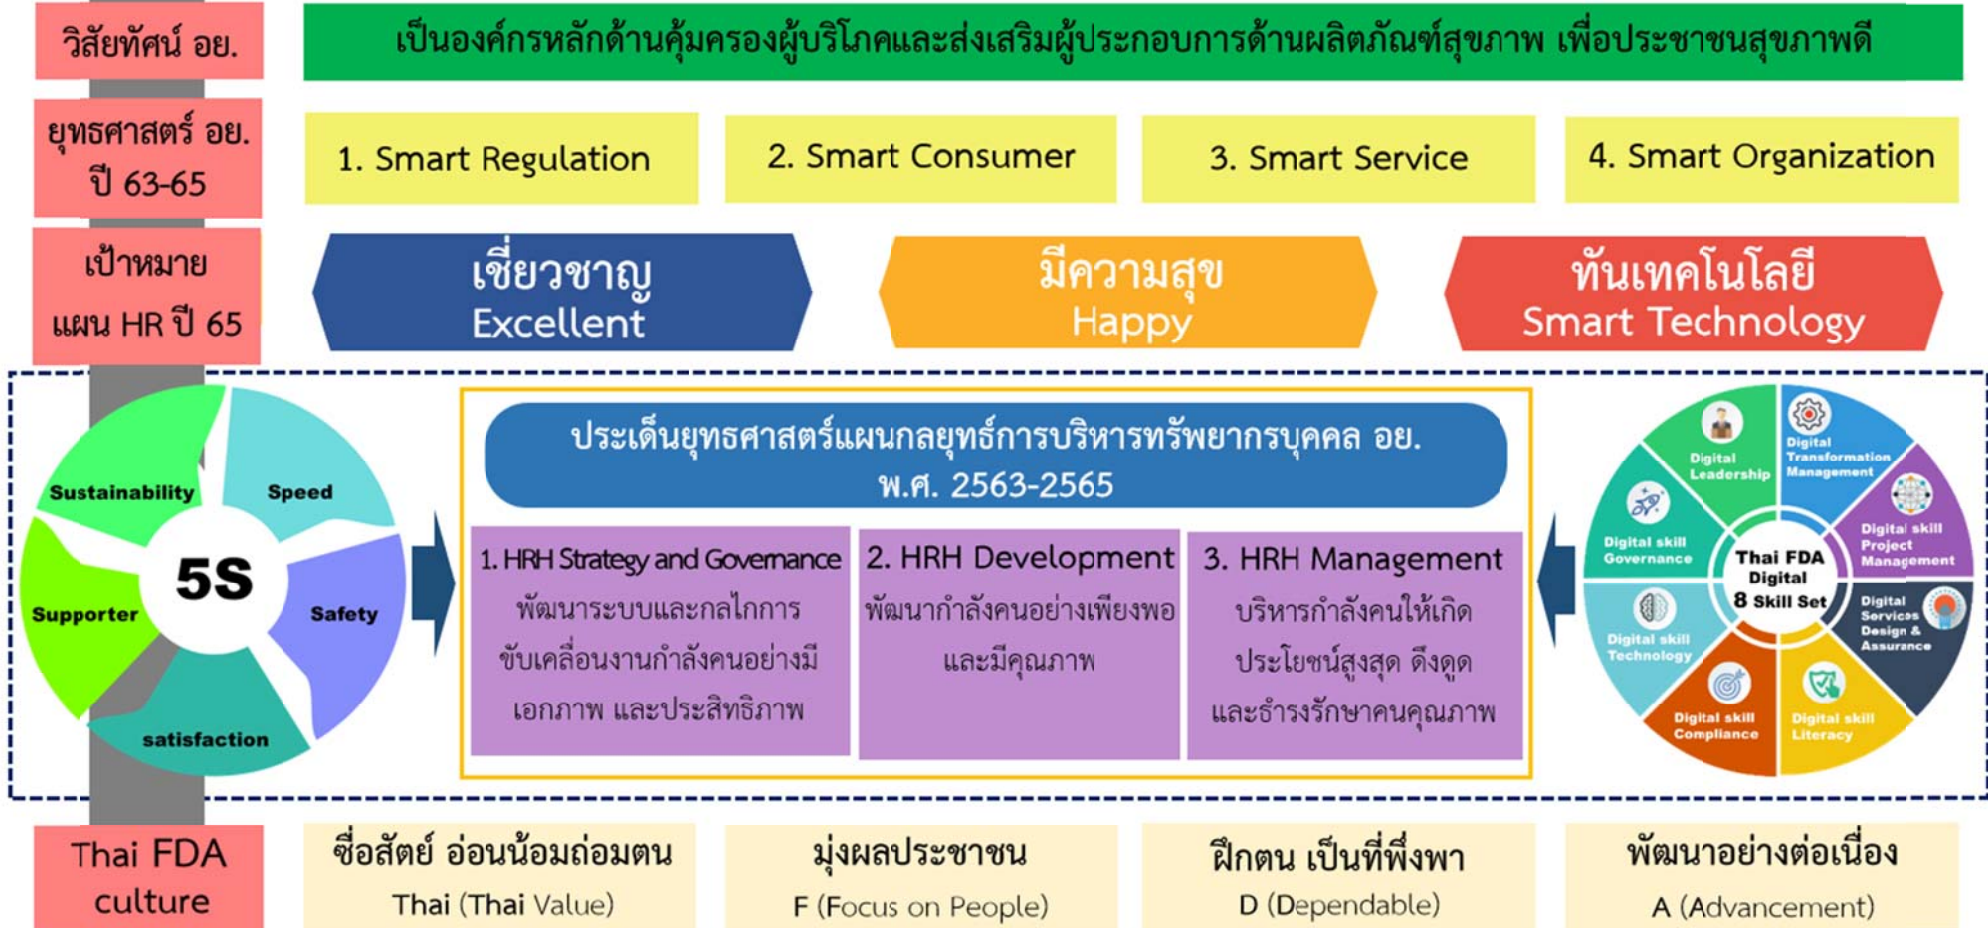 วิสัยทัศน์ อย.
เป็นองค์กรหลักด้านคุ้มครองผู้บริโภคและส่งเสริมผู้ประกอบการด้านผลิตภัณฑ์สุขภาพ เพื่อประชาชนสุขภาพดี
ยุทธศาสตร์ อย.
ปี 63-65
1. Smart Regulation
2. Smart Consumer
3. Smart Service
4. Smart Organization
เป้าหมาย
แผน HR ปี 65
เชี่ยวชาญ
Excellent
มีความสุข
Happy
ทันเทคโนโลยี
Smart Technology
Sustainability
Speed
5S
Supporter
Safety
satisfaction
ประเด็นยุทธศาสตร์แผนกลยุทธ์การบริหารทรัพยากรบุคคล อย.
พ.ศ. 2563-2565
1. HRH Strategy and Governance
พัฒนาระบบและกลไกการ
ขับเคลื่อนงานกำลังคนอย่างมี
เอกภาพ และประสิทธิภาพ
2. HRH Development
พัฒนากำลังคนอย่างเพียงพอ
และมีคุณภาพ
3. HRH Management
บริหารกำลังคนให้เกิด
ประโยชน์สูงสุด ดึงดูด
และธำรงรักษาคนคุณภาพ
Digital
Leadership
Digital
Transformation
Management
Digital skill
Governance
Digital skill
Project
Management
Thai FDA
Digital
8 Skill Set
Digital skill
Technology
Digital
Services
Design &
Assurance
Digital skill
Compliance
Digital skill
Literacy
Thai FDA
culture
ซื่อสัตย์ อ่อนน้อมถ่อมตน
Thai (Thai Value)
มุ่งผลประชาชน
F (Focus on People)
ฝึกตน เป็นที่พึ่งพา
D (Dependable)
พัฒนาอย่างต่อเนื่อง
A (Advancement)